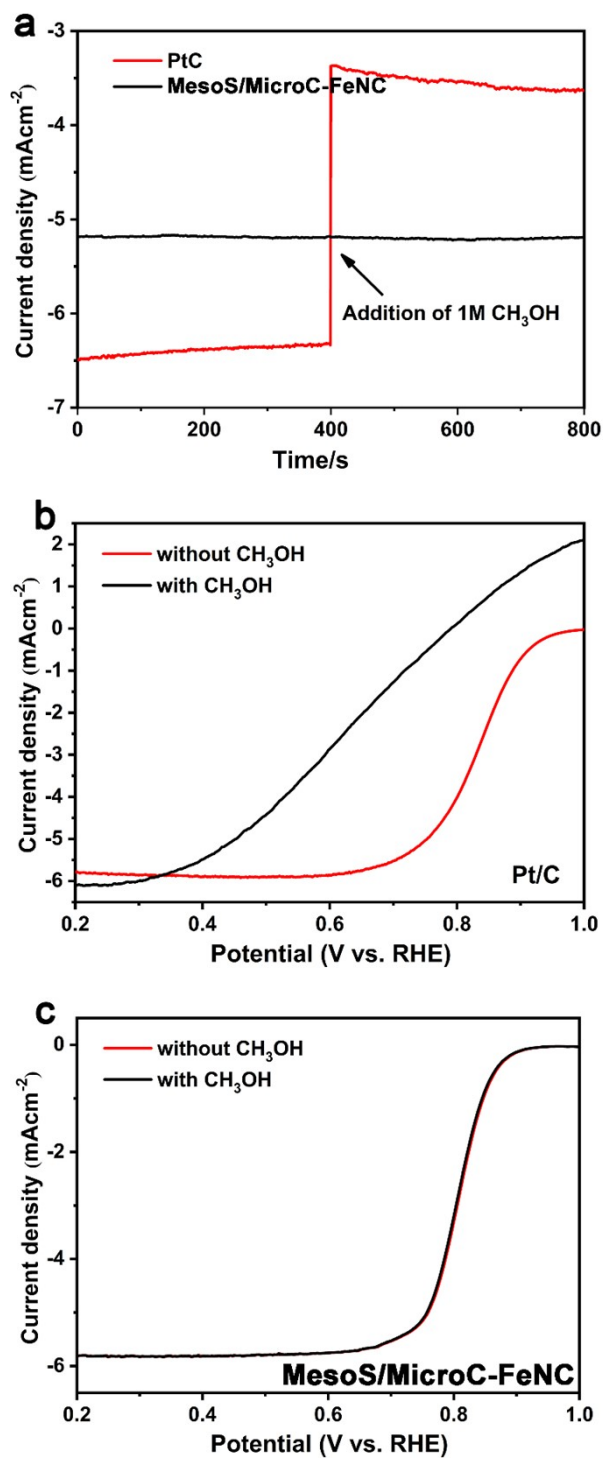 a
PtC
MesoS/MicroC-FeNC
Addition of 1M CH₃OH
Current density (mAcm⁻²)
-3
-4
-5
-6
-7
0 200 400 600 800
Time/s
b
without CH₃OH
with CH₃OH
Pt/C
Current density (mAcm⁻²)
2
1
0
-1
-2
-3
-4
-5
-6
0.2 0.4 0.6 0.8 1.0
Potential (V vs. RHE)
c
without CH₃OH
with CH₃OH
MesoS/MicroC-FeNC
Current density (mAcm⁻²)
0
-2
-4
-6
0.2 0.4 0.6 0.8 1.0
Potential (V vs. RHE)